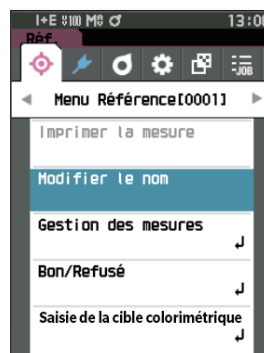 I+E 100 M0 13:0
Réf.
-JOB
Menu Référence[0001]
Imprimer la mesure
Modifier le nom
Gestion des mesures
Bon/Refusé
Saisie de la cible colorimétrique